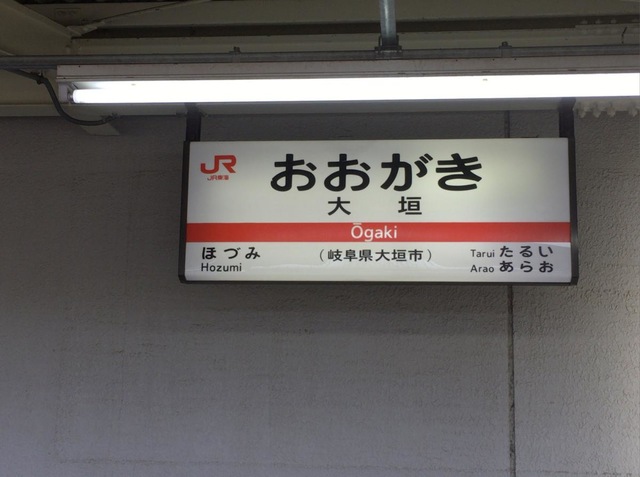 JR
JR東海
おおがき
大垣
Ōgaki
ほづみ
Hozumi
(岐阜県大垣市)
Tarui たるい
Arao あらお